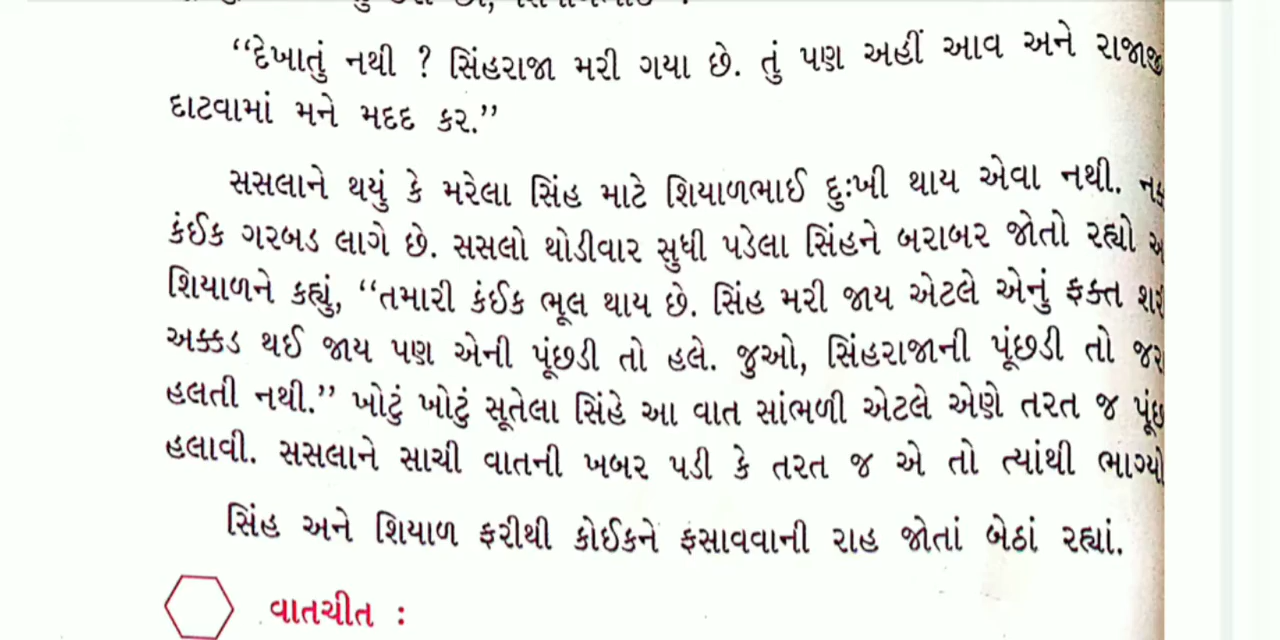 “દેખાતું નથી ? સિંહરાજા મરી ગયા છે. તું પણ અહીં આવ અને
દાટવામાં મને મદદ કર.”
સસલાને થયું કે મરેલા સિંહ માટે શિયાળભાઈ દુઃખી થાય એવા નથી.
કંઈક ગરબડ લાગે છે. સસલો થોડીવાર સુધી પડેલા સિંહને બરાબર જોતો રહ્યો
શિયાળને કહ્યું, “તમારી કંઈક ભૂલ થાય છે. સિંહ મરી જાય એટલે એનું ફક્ત
અક્કડ થઈ જાય પણ એની પૂંછડી તો હલે. જુઓ, સિંહરાજાની પૂંછડી તો
હલતી નથી.” ખોટું ખોટું સૂતેલા સિંહે આ વાત સાંભળી એટલે એણે તરત જ
હલાવી. સસલાને સાચી વાતની ખબર પડી કે તરત જ એ તો ત્યાંથી ભાગ્યો
સિંહ અને શિયાળ ફરીથી કોઈકને ફસાવવાની રાહ જોતાં બેઠાં રહ્યાં.
વાતચીત :